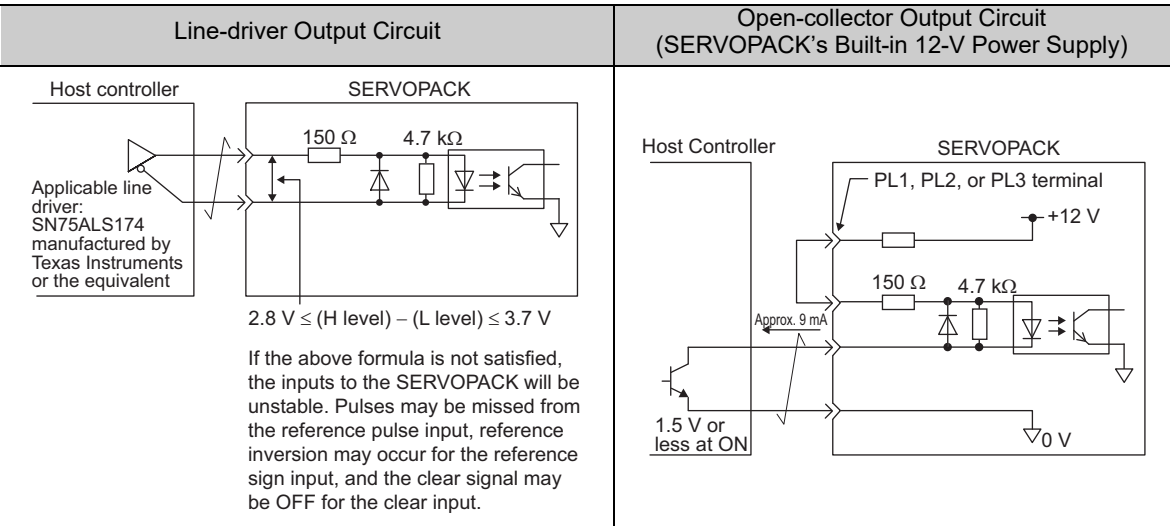 Line-driver Output Circuit
Open-collector Output Circuit
(SERVOPACK's Built-in 12-V Power Supply)
Host controller
SERVOPACK
150 Ω
4.7 kΩ
Applicable line
driver:
SN75ALS174
manufactured by
Texas Instruments
or the equivalent
2.8 V ≤ (H level) – (L level) ≤ 3.7 V
If the above formula is not satisfied,
the inputs to the SERVOPACK will be
unstable. Pulses may be missed from
the reference pulse input, reference
inversion may occur for the reference
sign input, and the clear signal may
be OFF for the clear input.
Host Controller
SERVOPACK
PL1, PL2, or PL3 terminal
+12 V
150 Ω
4.7 kΩ
Approx. 9 mA
1.5 V or
less at ON
0 V